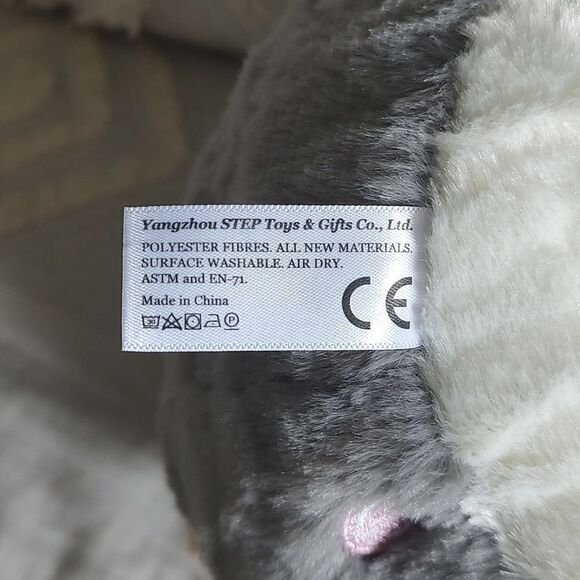 Yangzhou STEP Toys & Gifts Co., Ltd.
POLYESTER FIBRES. ALL NEW MATERIALS.
SURFACE WASHABLE. AIR DRY.
ASTM and EN-71.
Made in China
CE
30 P